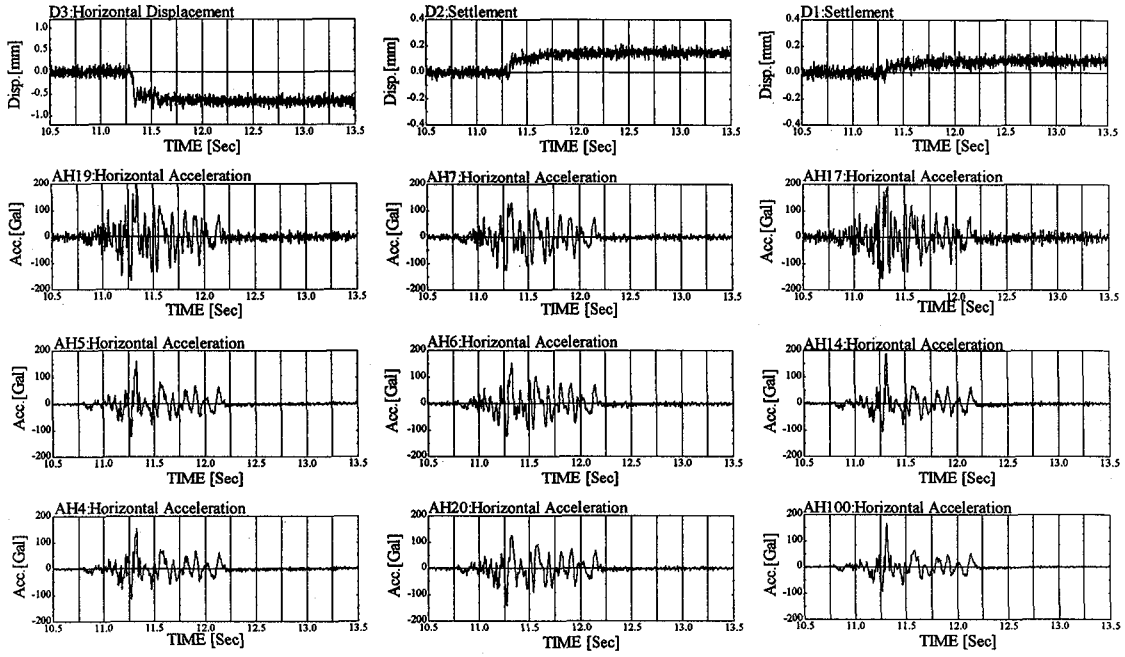 D3:Horizontal Displacement
Disp.[mm]
1.0
0.5
0.0
-0.5
-1.0
10.5 11.0 11.5 12.0 12.5 13.0 13.5
TIME [Sec]
D2:Settlement
Disp.[mm]
0.4
0.2
0.0
-0.2
-0.4
10.5 11.0 11.5 12.0 12.5 13.0 13.5
TIME [Sec]
D1:Settlement
Disp.[mm]
0.4
0.2
0.0
-0.2
-0.4
10.5 11.0 11.5 12.0 12.5 13.0 13.5
TIME [Sec]
AH19:Horizontal Acceleration
Acc.[Gal]
200
100
0
-100
-200
10.5 11.0 11.5 12.0 12.5 13.0 13.5
TIME [Sec]
AH7:Horizontal Acceleration
Acc.[Gal]
200
100
0
-100
-200
10.5 11.0 11.5 12.0 12.5 13.0 13.5
TIME [Sec]
AH17:Horizontal Acceleration
Acc.[Gal]
200
100
0
-100
-200
10.5 11.0 11.5 12.0 12.5 13.0 13.5
TIME [Sec]
AH5:Horizontal Acceleration
Acc.[Gal]
200
100
0
-100
-200
10.5 11.0 11.5 12.0 12.5 13.0 13.5
TIME [Sec]
AH6:Horizontal Acceleration
Acc.[Gal]
200
100
0
-100
-200
10.5 11.0 11.5 12.0 12.5 13.0 13.5
TIME [Sec]
AH14:Horizontal Acceleration
Acc.[Gal]
200
100
0
-100
-200
10.5 11.0 11.5 12.0 12.5 13.0 13.5
TIME [Sec]
AH4:Horizontal Acceleration
Acc.[Gal]
200
100
0
-100
-200
10.5 11.0 11.5 12.0 12.5 13.0 13.5
TIME [Sec]
AH20:Horizontal Acceleration
Acc.[Gal]
200
100
0
-100
-200
10.5 11.0 11.5 12.0 12.5 13.0 13.5
TIME [Sec]
AH100:Horizontal Acceleration
Acc.[Gal]
200
100
0
-100
-200
10.5 11.0 11.5 12.0 12.5 13.0 13.5
TIME [Sec]